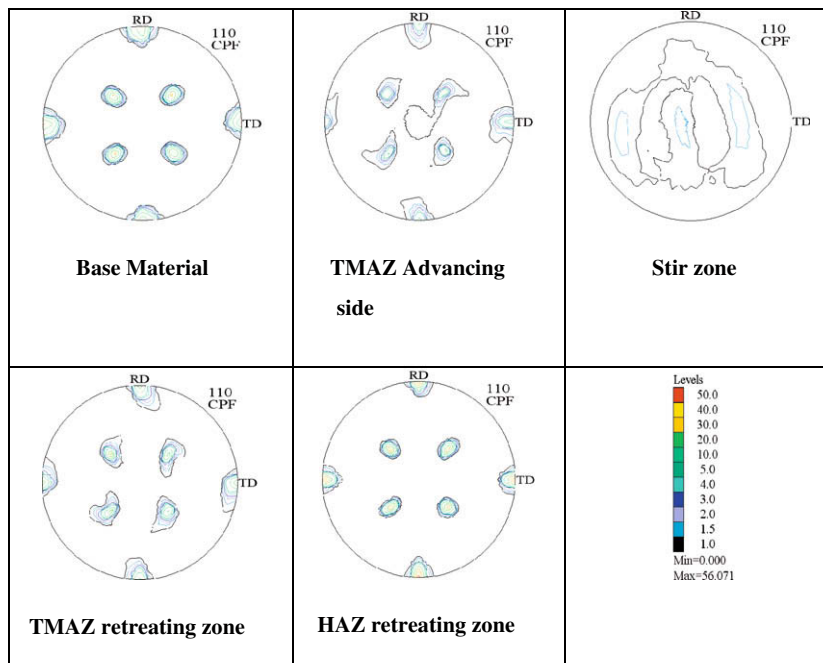 RD
110
CPF
TD
Base Material
RD
110
CPF
TD
TMAZ Advancing
side
RD
110
CPF
TD
Stir zone
RD
110
CPF
TD
TMAZ retreating zone
RD
110
CPF
TD
HAZ retreating zone
Levels
50.0
40.0
30.0
20.0
10.0
5.0
4.0
3.0
2.0
1.5
1.0
Min=0.000
Max=56.071